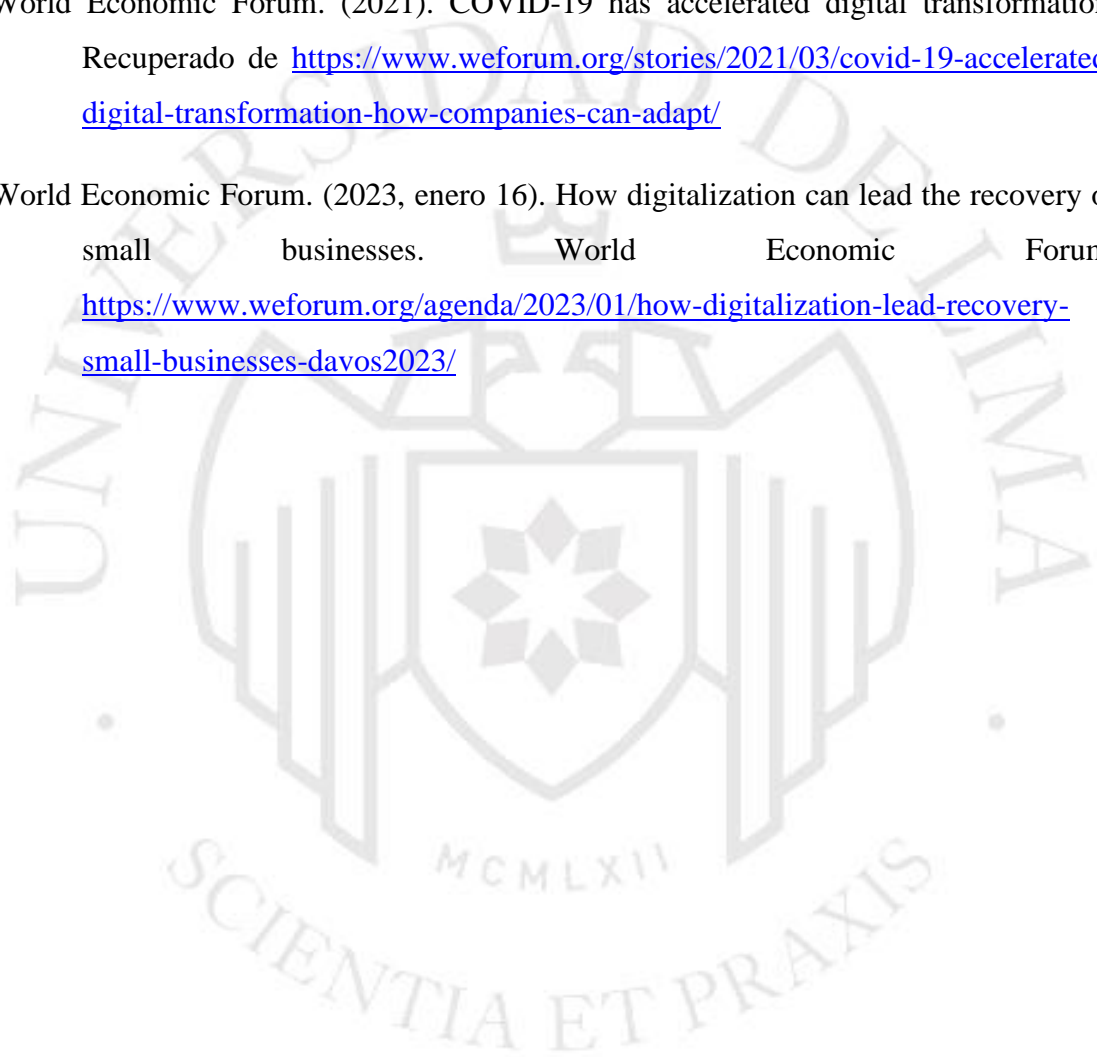 World Economic Forum. (2021). COVID-19 has accelerated digital transformation
Recuperado de https://www.weforum.org/stories/2021/03/covid-19-accelerated
digital-transformation-how-companies-can-adapt/
World Economic Forum. (2023, enero 16). How digitalization can lead the recovery
small businesses. World Economic Forum
https://www.weforum.org/agenda/2023/01/how-digitalization-lead-recovery-
small-businesses-davos2023/
UNIVERSIDAD DE LIMA
MCMLXII
SCIENTIA ET PRAXIS